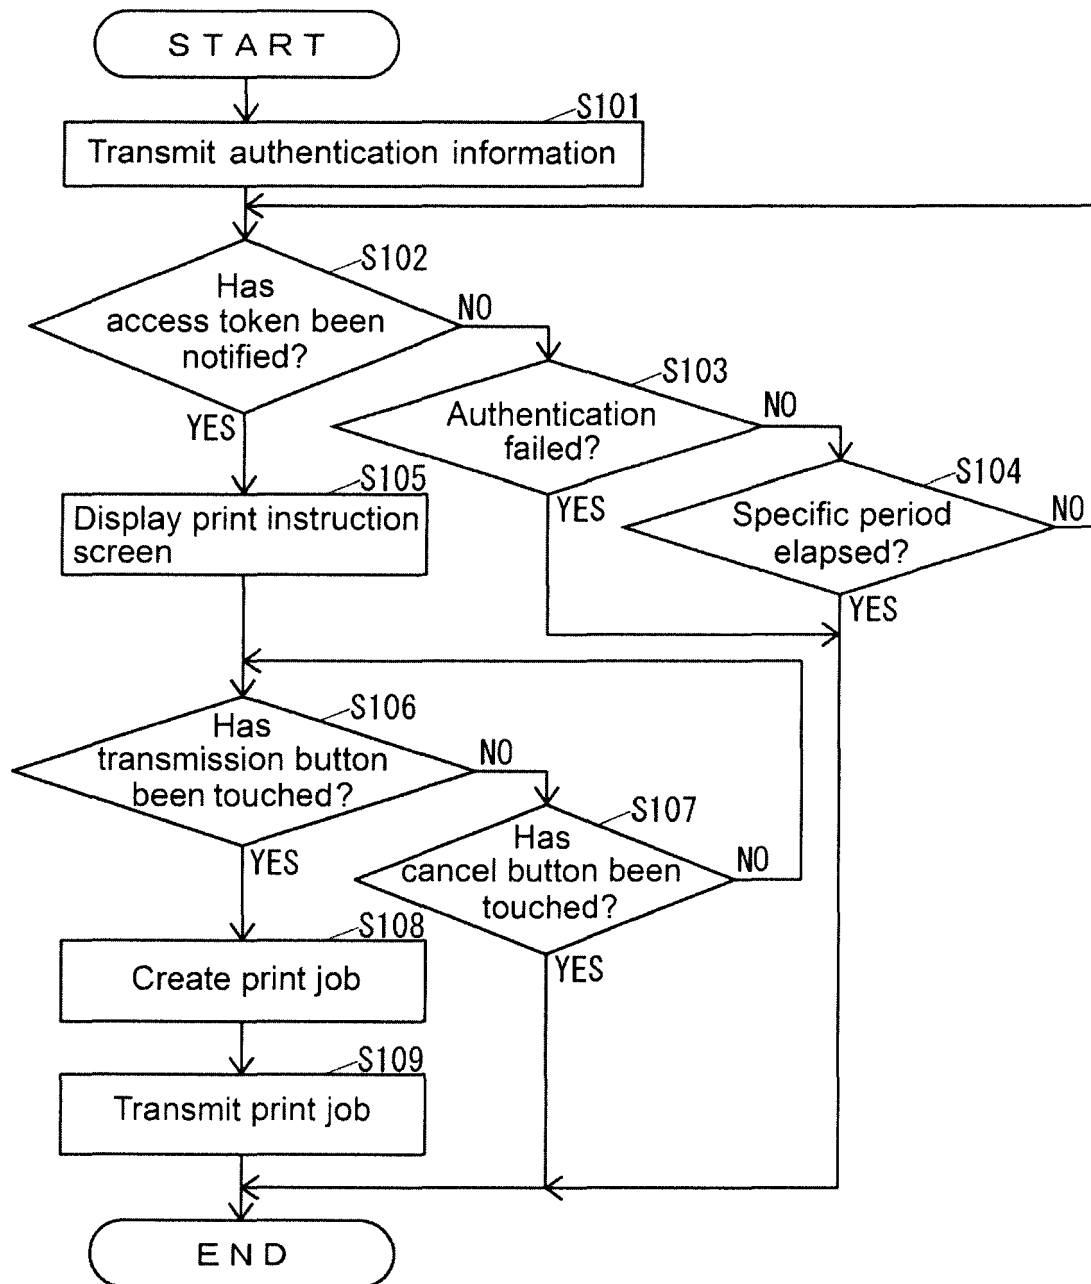 START
S101
Transmit authentication information
S102
Has
access token been
notified?
NO
YES
S103
Authentication
failed?
NO
YES
S104
Specific period
elapsed?
NO
YES
S105
Display print instruction
screen
S106
Has
transmission button
been touched?
NO
YES
S107
Has
cancel button been
touched?
NO
YES
S108
Create print job
S109
Transmit print job
END